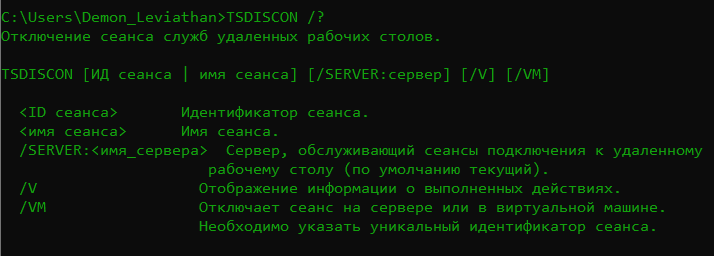 C:\Users\Demon_Leviathan>TSDISCON /?
Отключение сеанса служб удаленных рабочих столов.
TSDISCON [ИД сеанса | имя сеанса] [/SERVER:сервер] [/V] [/VM]
<ID сеанса> Идентификатор сеанса.
<имя сеанса> Имя сеанса.
/SERVER:<имя_сервера> Сервер, обслуживающий сеансы подключения к удаленному
рабочему столу (по умолчанию текущий).
/V Отображение информации о выполненных действиях.
/VM Отключает сеанс на сервере или в виртуальной машине.
Необходимо указать уникальный идентификатор сеанса.